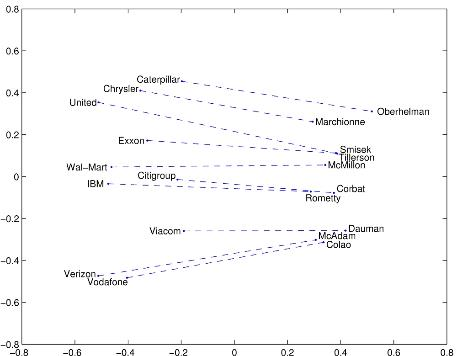 0.8
0.6
Caterpillar
0.4
Chrysler
United
Oberhelman
Marchionne
0.2
Exxon
Smisek
Tillerson
Wal−Mart
McMillon
0
Citigroup
IBM
Corbat
Rometty
−0.2
Viacom
Dauman
McAdam
Colao
−0.4
Verizon
Vodafone
−0.6
−0.8
−0.8 −0.6 −0.4 −0.2 0 0.2 0.4 0.6 0.8